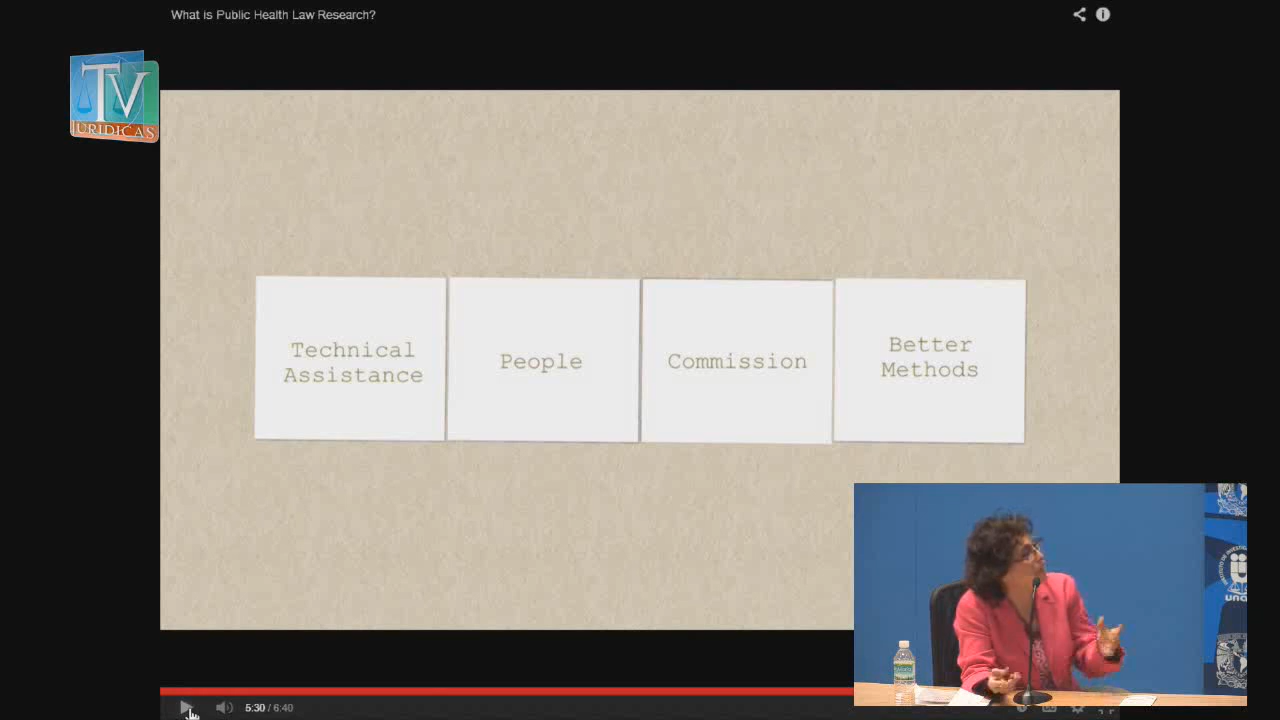 What is Public Health Law Research?
TV
JURIDICAS
Technical
Assistance
People
Commission
Better
Methods
5:30 / 6:40